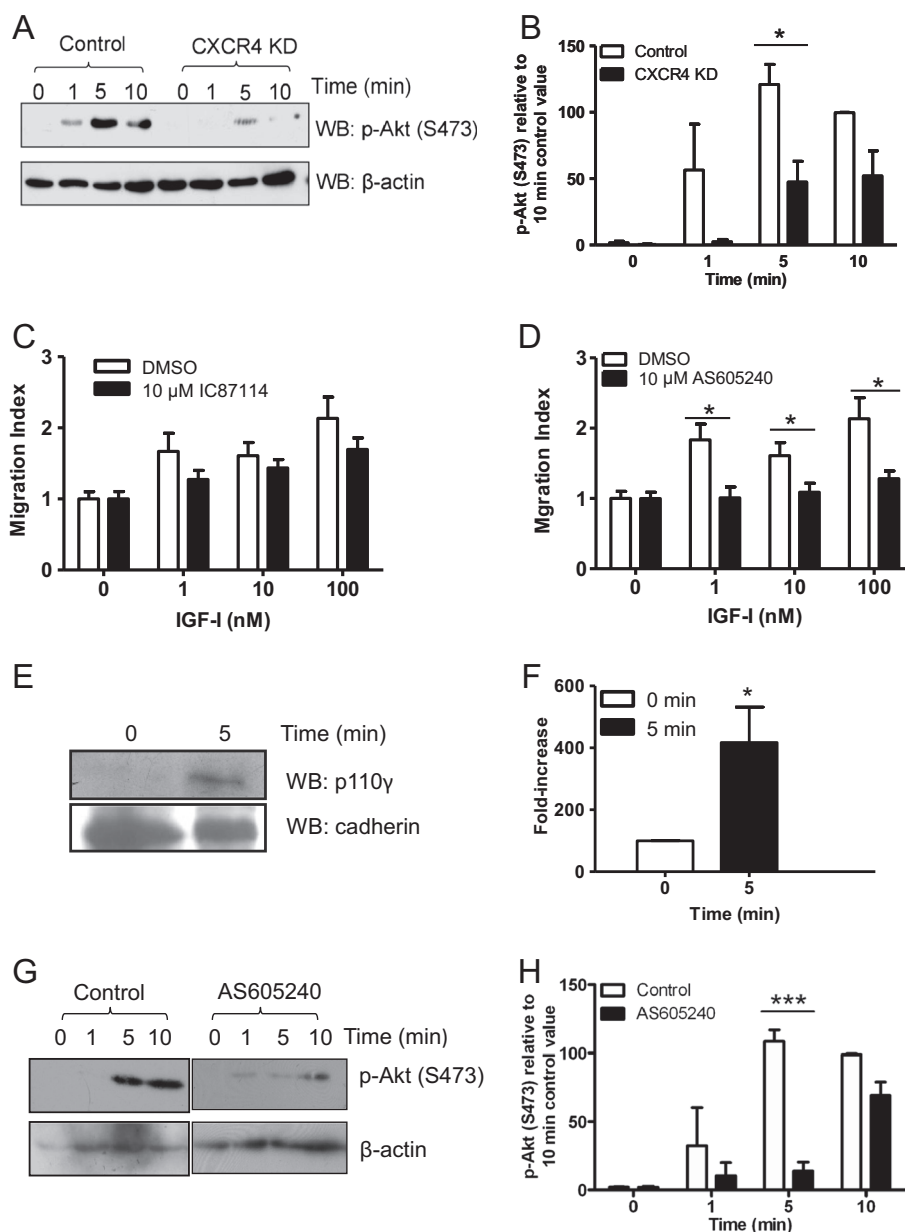 A
Control
CXCR4 KD
0 1 5 10 0 1 5 10 Time (min)
WB: p-Akt (S473)
WB: β-actin
B
p-Akt (S473) relative to
10 min control value
150
100
50
0
Control
CXCR4 KD
*
0 1 5 10
Time (min)
C
Migration Index
3
2
1
0
DMSO
10 µM IC87114
0 1 10 100
IGF-I (nM)
D
Mgration Index
3
2
1
0
DMSO
10 µM AS605240
* * *
0 1 10 100
IGF-I (nM)
E
0 5 Time (min)
WB: p110γ
WB: cadherin
F
Fold-increase
600
400
200
0
0 min
5 min
*
0 5
Time (min)
G
Control
AS605240
0 1 5 10 0 1 5 10 Time (min)
p-Akt (S473)
β-actin
H
p-Akt (S473) relative to
10 min control value
150
100
50
0
Control
AS605240
***
0 1 5 10
Time (min)